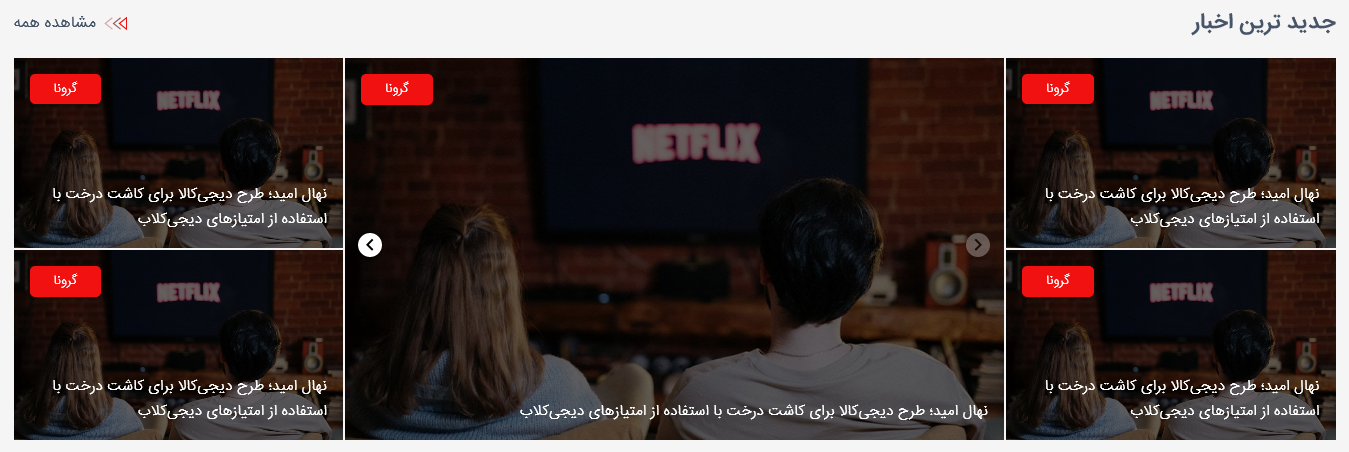 جدید ترین اخبار
مشاهده همه
گرونا
NETFLIX
نهال امید؛ طرح دیجی‌کالا برای کاشت درخت با
استفاده از امتیازهای دیجی‌کلاب
گرونا
NETFLIX
نهال امید؛ طرح دیجی‌کالا برای کاشت درخت با
استفاده از امتیازهای دیجی‌کلاب
گرونا
NETFLIX
نهال امید؛ طرح دیجی‌کالا برای کاشت درخت با استفاده از امتیازهای دیجی‌کلاب
گرونا
NETFLIX
نهال امید؛ طرح دیجی‌کالا برای کاشت درخت با
استفاده از امتیازهای دیجی‌کلاب
گرونا
NETFLIX
نهال امید؛ طرح دیجی‌کالا برای کاشت درخت با
استفاده از امتیازهای دیجی‌کلاب